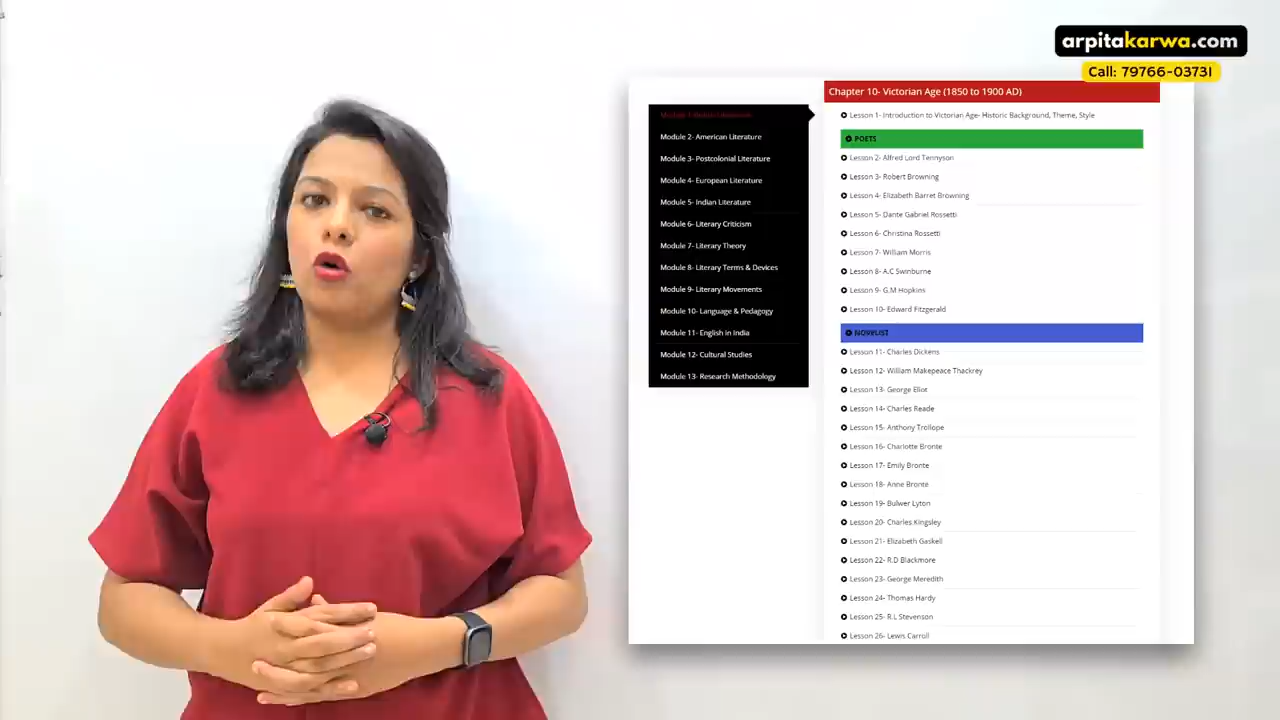 arpitakarwa.com
Call: 79766-03731
Module 2- American Literature
Module 3- Postcolonial Literature
Module 4- European Literature
Module 5- Indian Literature
Module 6- Literary Criticism
Module 7- Literary Theory
Module 8- Literary Terms & Devices
Module 9- Literary Movements
Module 10- Language & Pedagogy
Module 11- English in India
Module 12- Cultural Studies
Module 13- Research Methodology
Chapter 10- Victorian Age (1850 to 1900 AD)
Lesson 1- Introduction to Victorian Age- Historic Background, Theme, Style
POETS
Lesson 2- Alfred Lord Tennyson
Lesson 3- Robert Browning
Lesson 4- Elizabeth Barret Browning
Lesson 5- Dante Gabriel Rossetti
Lesson 6- Christina Rossetti
Lesson 7- William Morris
Lesson 8- A.C Swinburne
Lesson 9- G.M Hopkins
Lesson 10- Edward Fitzgerald
NOVELIST
Lesson 11- Charles Dickens
Lesson 12- William Makepeace Thackrey
Lesson 13- George Eliot
Lesson 14- Charles Reade
Lesson 15- Anthony Trollope
Lesson 16- Charlotte Bronte
Lesson 17- Emily Bronte
Lesson 18- Anne Bronte
Lesson 19- Bulwer Lyton
Lesson 20- Charles Kingsley
Lesson 21- Elizabeth Gaskell
Lesson 22- R.D Blackmore
Lesson 23- George Meredith
Lesson 24- Thomas Hardy
Lesson 25- R.L Stevenson
Lesson 26- Lewis Carroll